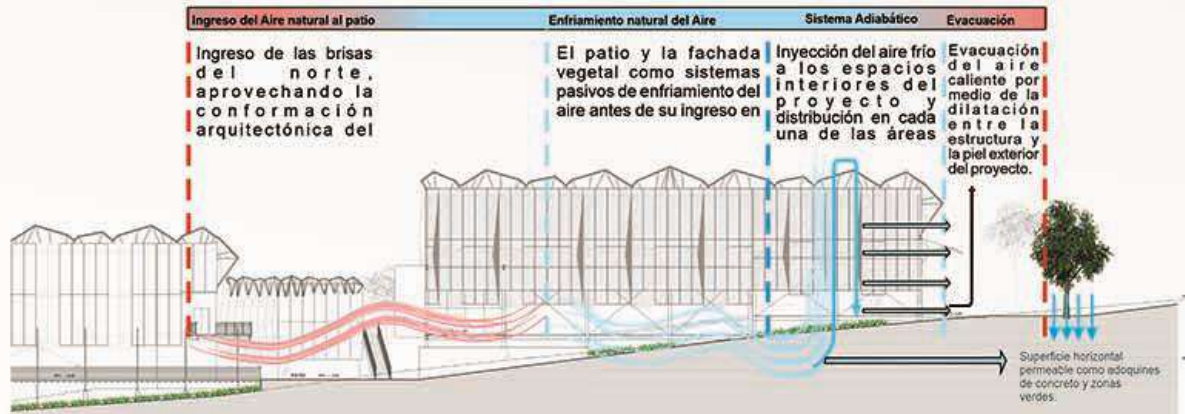 Ingreso del Aire natural al patio
Enfriamiento natural del Aire
Sistema Adiabático
Evacuación
Ingreso de las brisas
del norte,
aprovechando la
conformación
arquitectónica del
El patio y la fachada
vegetal como sistemas
pasivos de enfriamiento del
aire antes de su ingreso en
Inyección del aire frío
a los espacios
interiores del
proyecto y
distribución en cada
una de las áreas
Evacuación
del aire
caliente por
medio de la
dilatación
entre la
estructura y
la piel exterior
del proyecto.
Superficie horizontal
permeable como adoquines
de concreto y zonas
verdes.